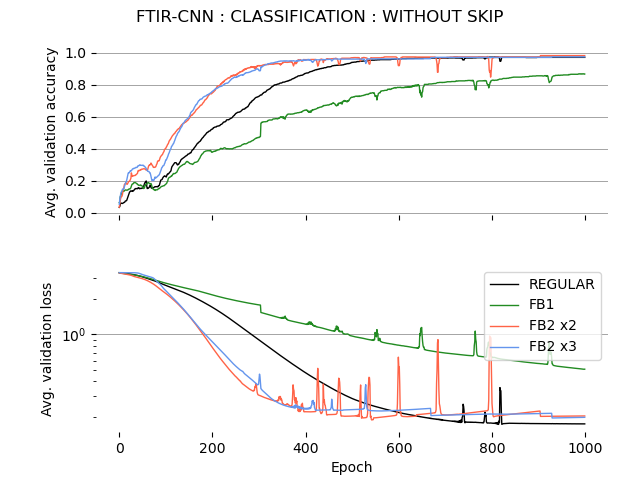 FTIR-CNN : CLASSIFICATION : WITHOUT SKIP
Avg. validation accuracy
1.0
0.8
0.6
0.4
0.2
0.0
Avg. validation loss
10⁰
REGULAR
FB1
FB2 x2
FB2 x3
0 200 400 600 800 1000
Epoch